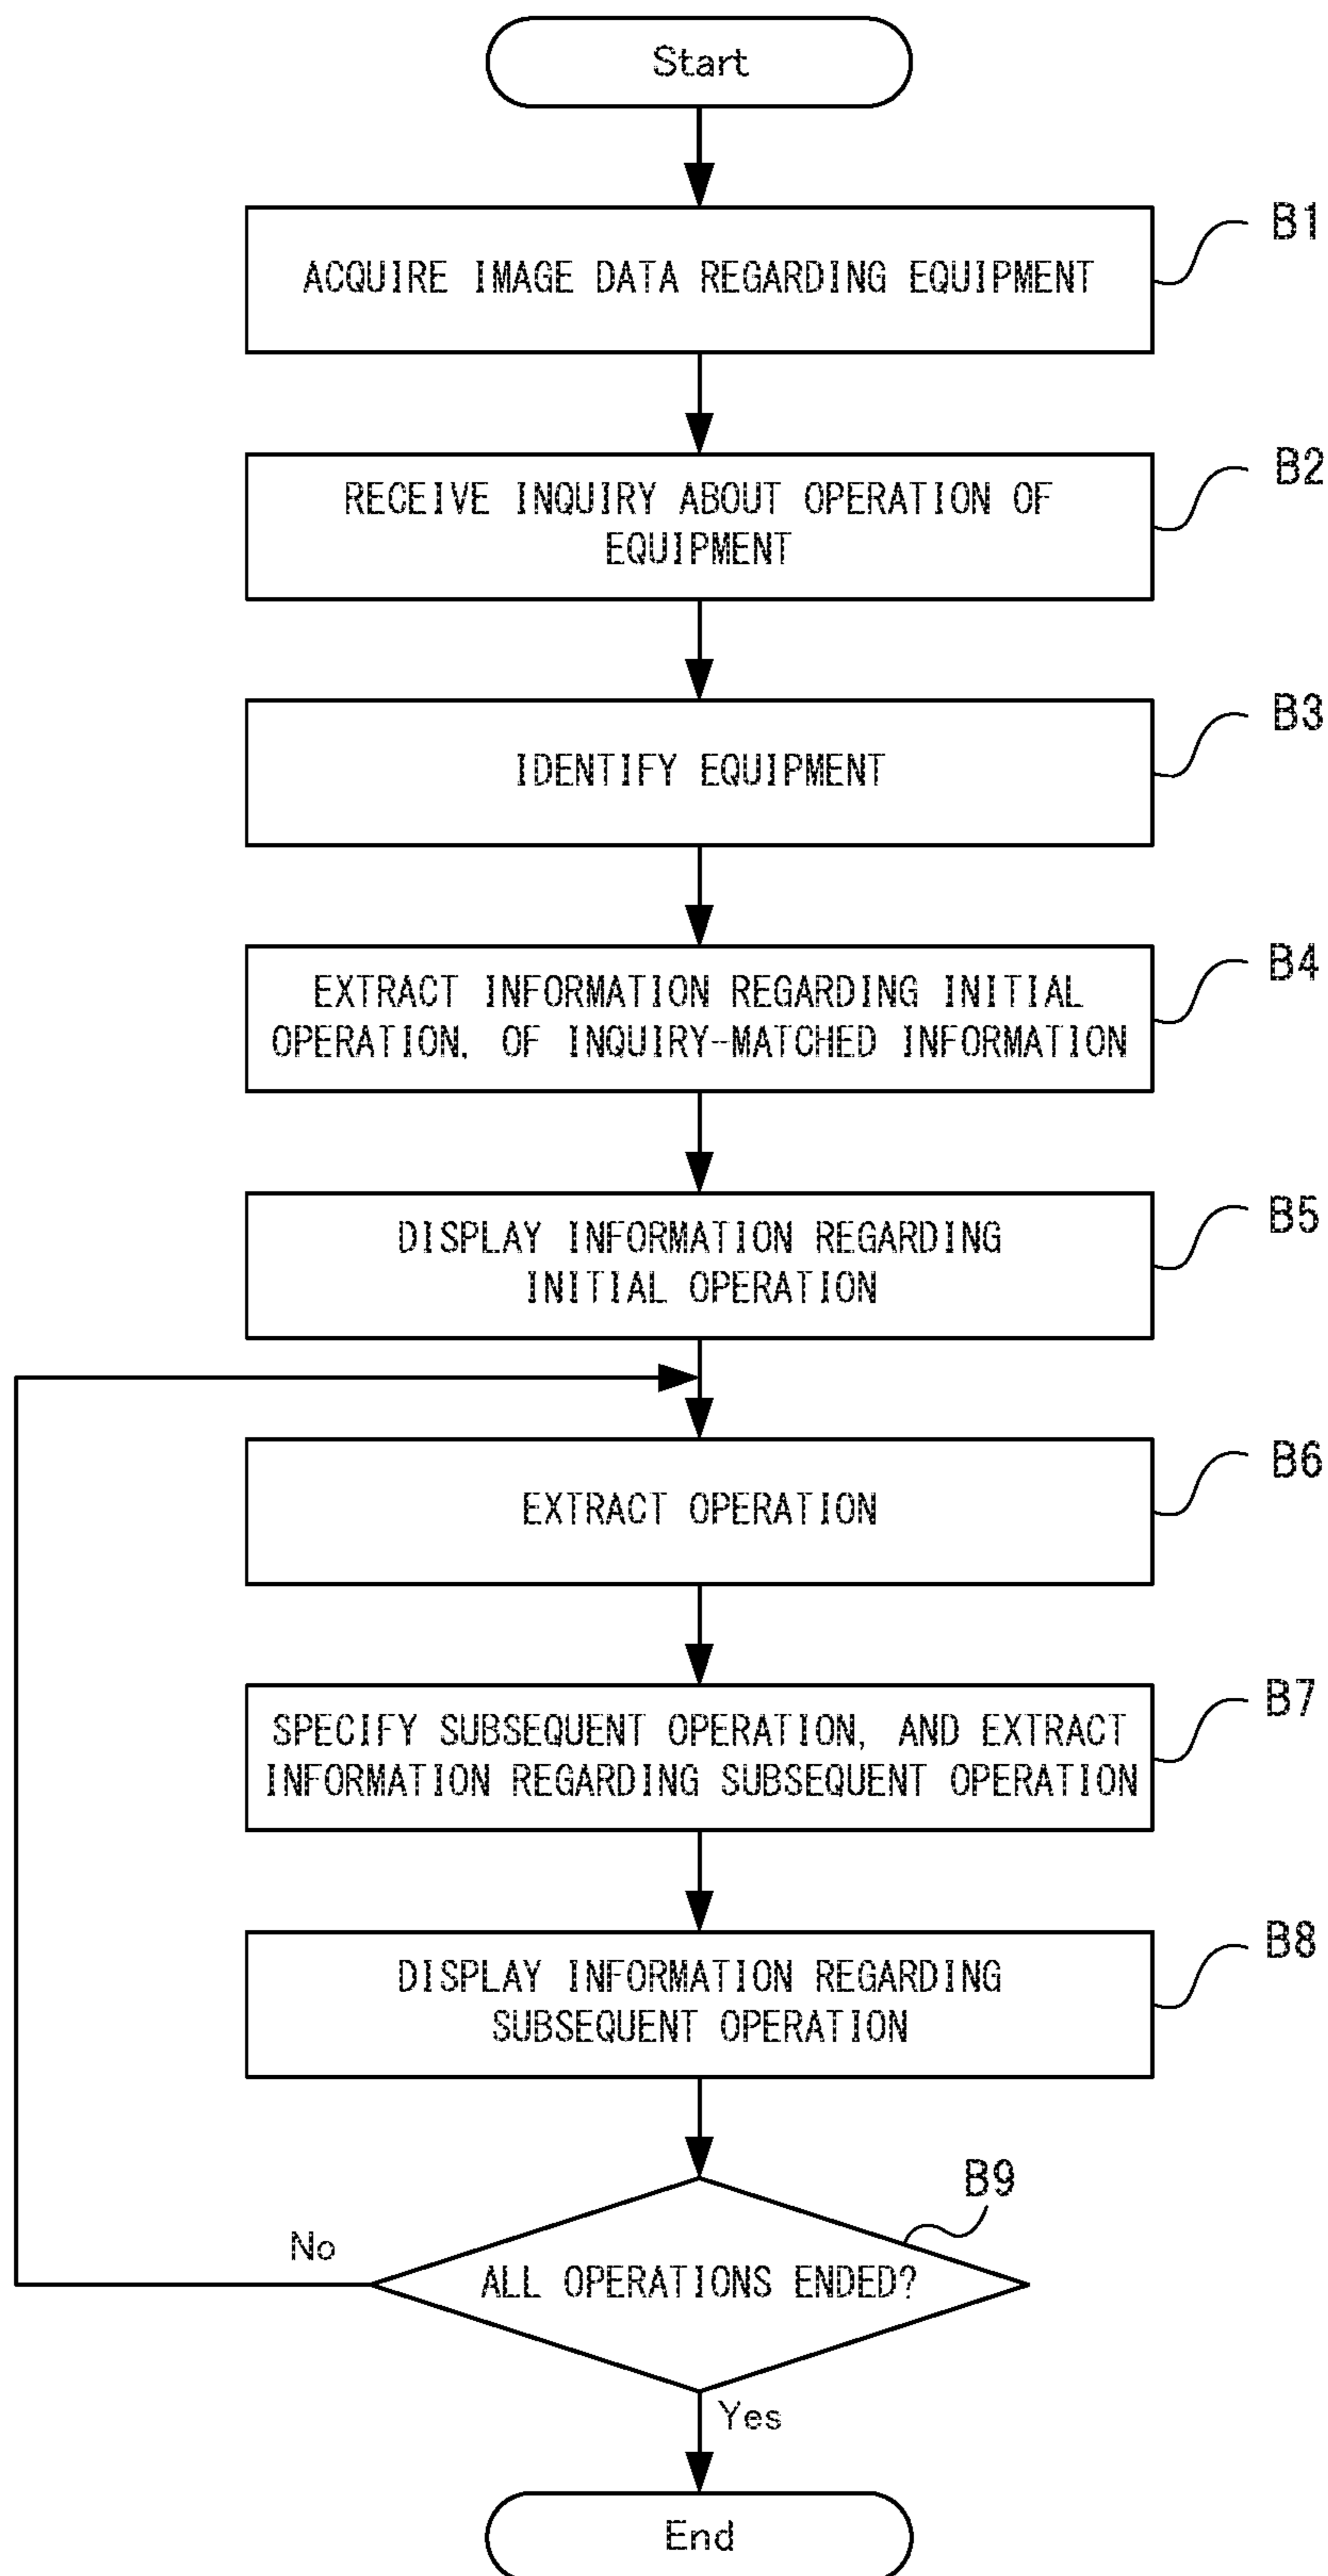 Start
B1
ACQUIRE IMAGE DATA REGARDING EQUIPMENT
B2
RECEIVE INQUIRY ABOUT OPERATION OF
EQUIPMENT
B3
IDENTIFY EQUIPMENT
B4
EXTRACT INFORMATION REGARDING INITIAL
OPERATION, OF INQUIRY-MATCHED INFORMATION
B5
DISPLAY INFORMATION REGARDING
INITIAL OPERATION
B6
EXTRACT OPERATION
B7
SPECIFY SUBSEQUENT OPERATION, AND EXTRACT
INFORMATION REGARDING SUBSEQUENT OPERATION
B8
DISPLAY INFORMATION REGARDING
SUBSEQUENT OPERATION
B9
No
ALL OPERATIONS ENDED?
Yes
End